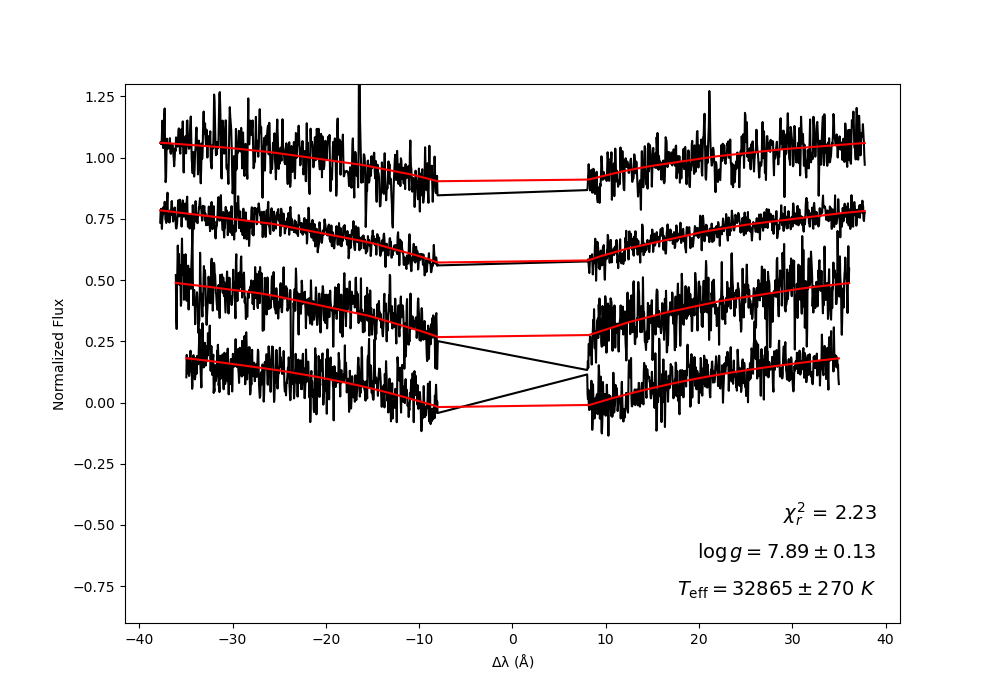 1.25
1.00
0.75
0.50
0.25
0.00
−0.25
−0.50
−0.75
Normalized Flux
χ²ᵣ = 2.23
log g = 7.89 ± 0.13
T_eff = 32865 ± 270 K
−40 −30 −20 −10 0 10 20 30 40
Δλ (Å)